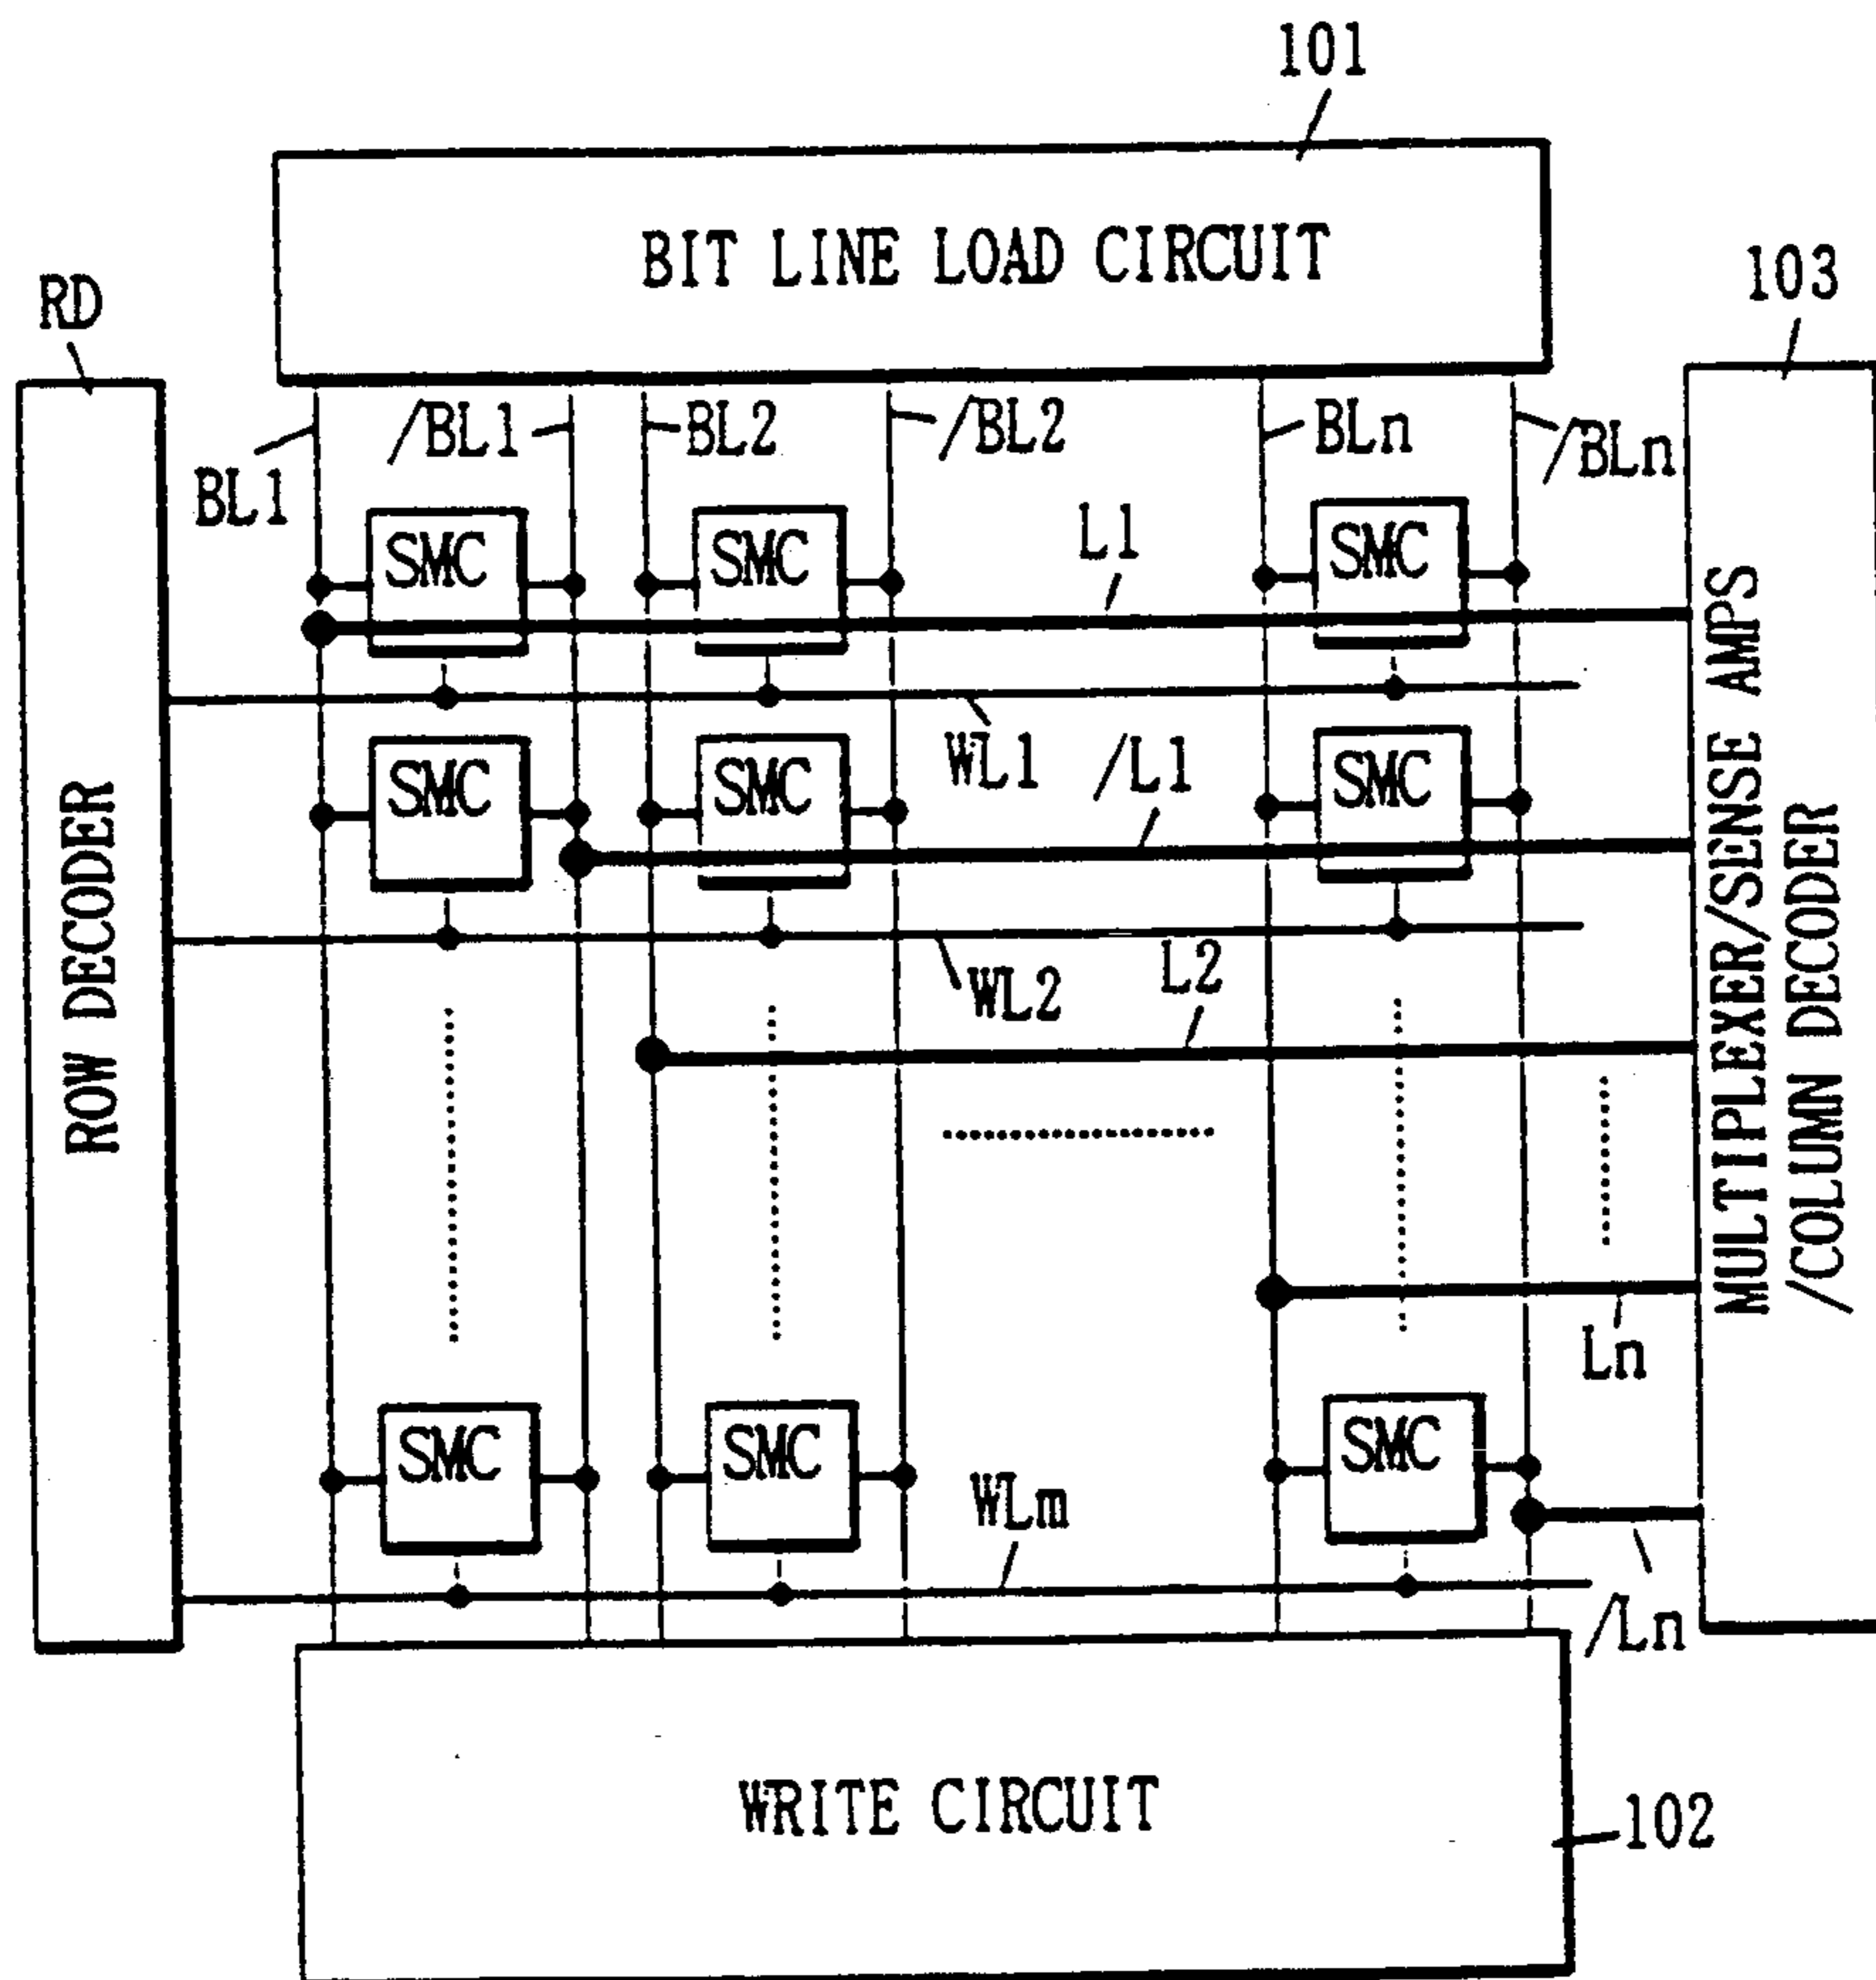 101
BIT LINE LOAD CIRCUIT
103
RD
/BL1
BL2
/BL2
BLn
/BLn
BL1
SMC
SMC
SMC
L1
WL1
/L1
SMC
SMC
SMC
WL2
L2
ROW DECODER
MULTIPLEXER/SENSE AMPS
/COLUMN DECODER
Ln
SMC
SMC
SMC
WLm
/Ln
WRITE CIRCUIT
102